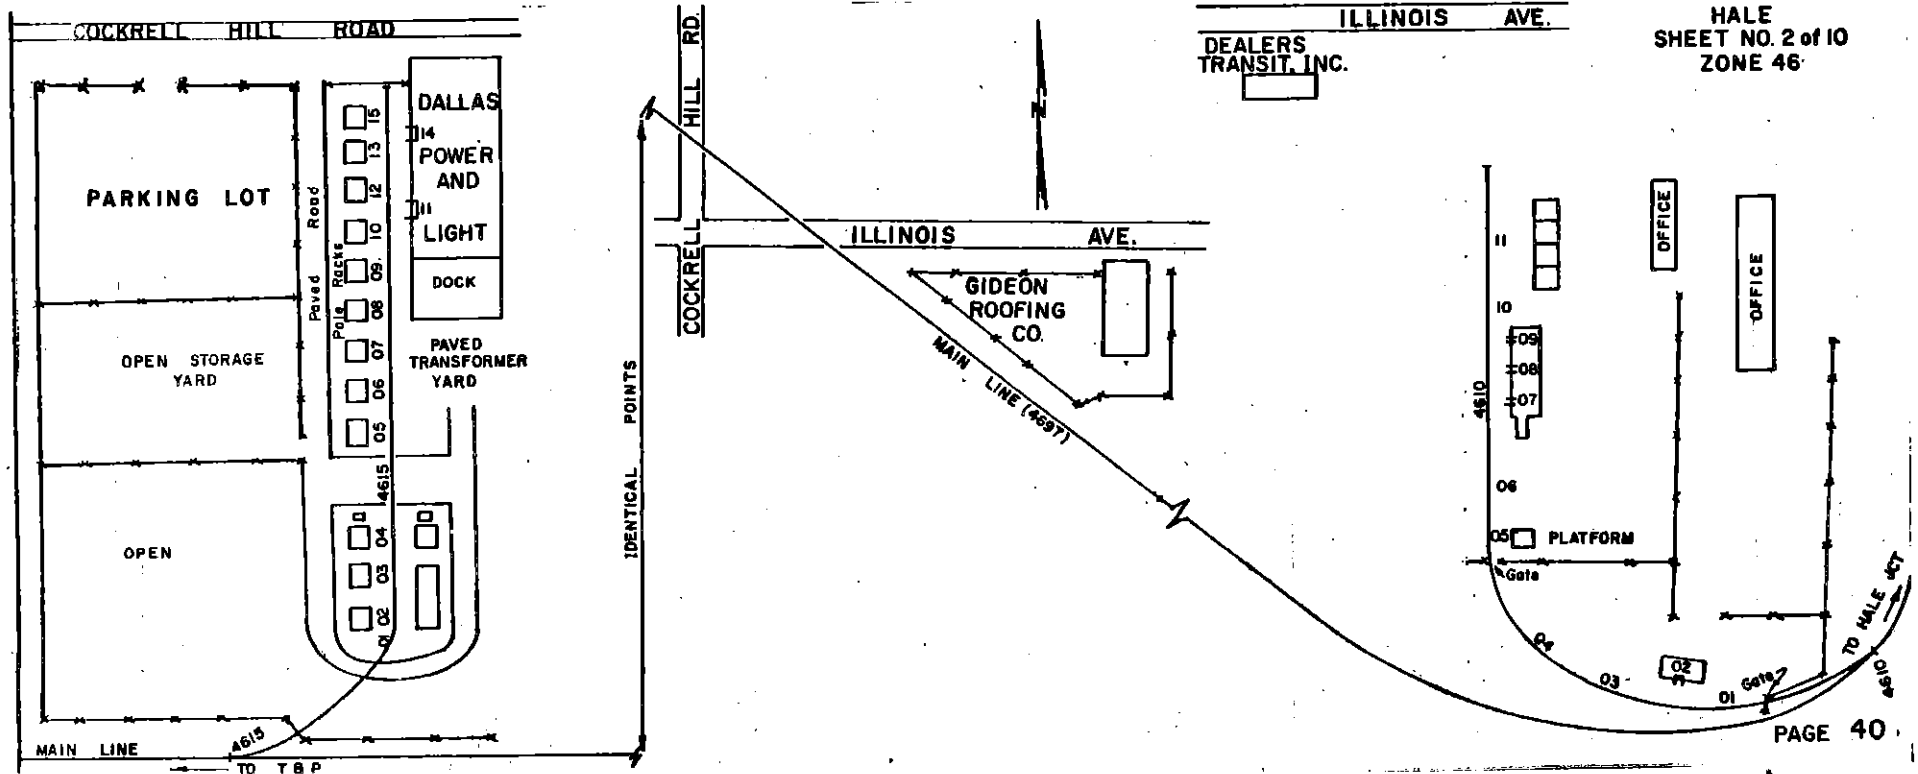 COCKRELL HILL ROAD
PARKING LOT
OPEN STORAGE
YARD
OPEN
Paved Road
Pole Racks
15
13
12
10
09
08
07
06
05
4615
04
03
02
01
DALLAS
14
POWER
AND
11
LIGHT
DOCK
PAVED
TRANSFORMER
YARD
MAIN LINE
4615
TO T&P
IDENTICAL POINTS
COCKRELL HILL RD.
N
ILLINOIS AVE.
GIDEON
ROOFING
CO.
MAIN LINE (4697)
ILLINOIS AVE.
DEALERS
TRANSIT, INC.
HALE
SHEET NO. 2 of 10
ZONE 46
11
10
09
08
07
4610
06
05
PLATFORM
Gate
OFFICE
OFFICE
04
03
02
01
Gate
TO HALE JCT
4610
PAGE 40